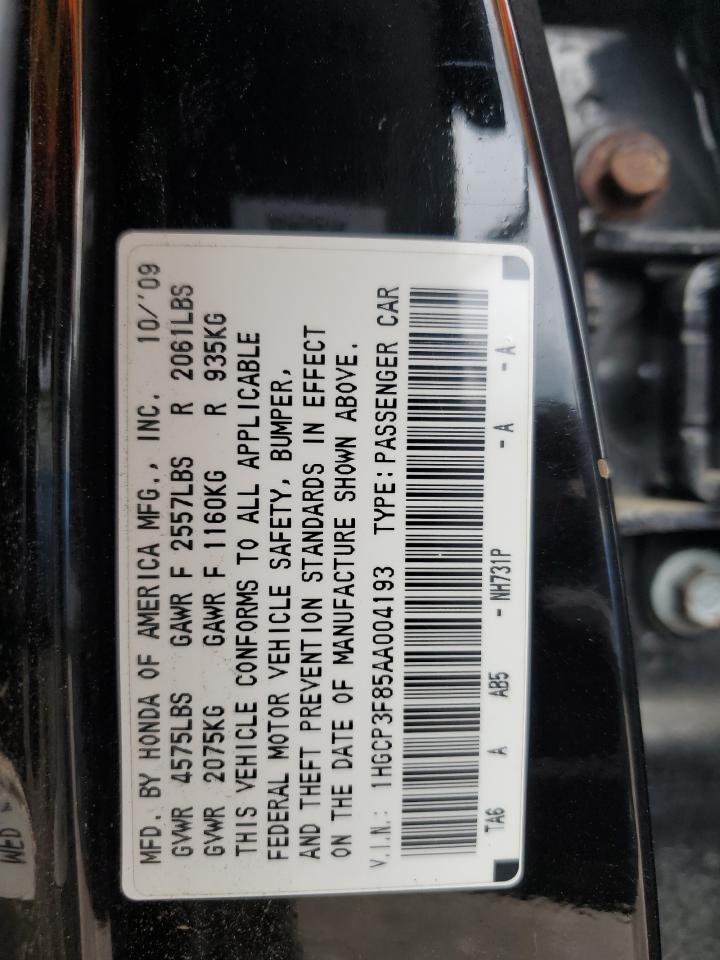 MFD. BY HONDA OF AMERICA MFG., INC. 10/'09
GVWR 4575LBS GAWR F 2557LBS R 2061LBS
GVWR 2075KG GAWR F 1160KG R 935KG
THIS VEHICLE CONFORMS TO ALL APPLICABLE
FEDERAL MOTOR VEHICLE SAFETY, BUMPER,
AND THEFT PREVENTION STANDARDS IN EFFECT
ON THE DATE OF MANUFACTURE SHOWN ABOVE.
V.I.N.: 1HGCP3F85AA004193 TYPE:PASSENGER CAR
TA6 A AB5 - NH731P - A - A
WED